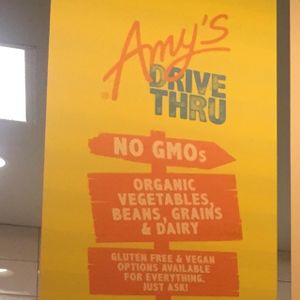 Amy's
DRIVE
THRU
NO GMOs
ORGANIC
VEGETABLES,
BEANS, GRAINS
& DAIRY
GLUTEN FREE & VEGAN
OPTIONS AVAILABLE
FOR EVERYTHING.
JUST ASK!